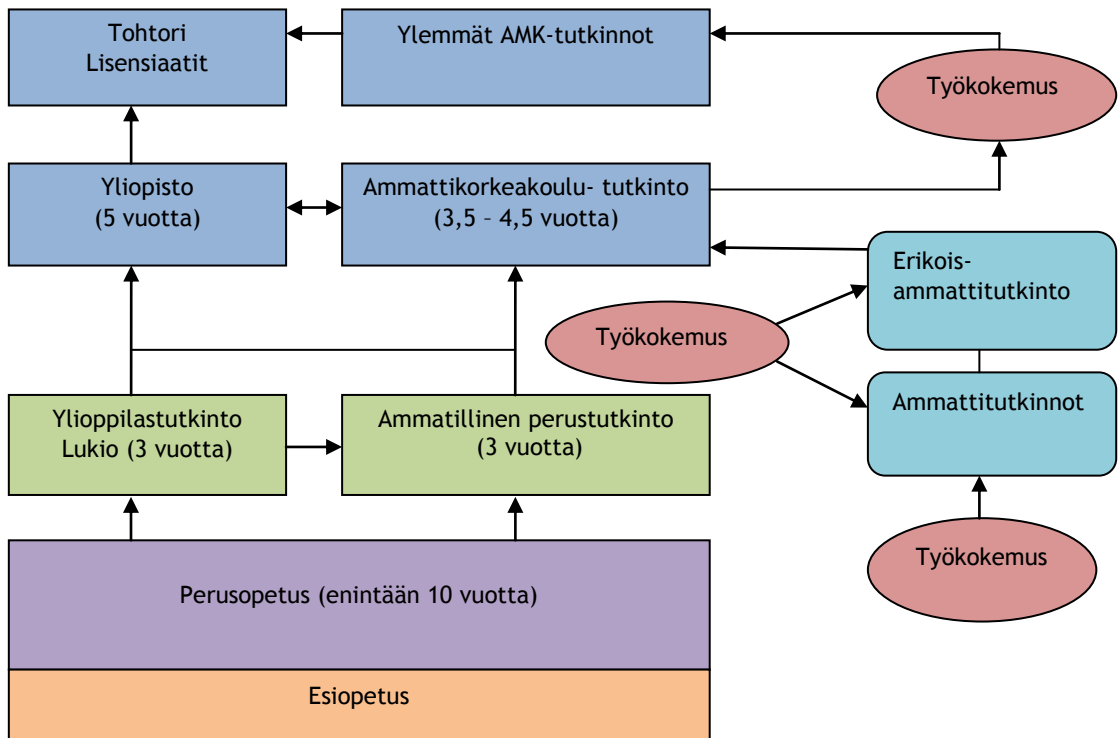 Tohtori
Lisensiaatit
Ylemmät AMK-tutkinnot
Työkokemus
Yliopisto
(5 vuotta)
Ammattikorkeakoulu- tutkinto
(3,5 – 4,5 vuotta)
Erikois-
ammattitutkinto
Työkokemus
Ylioppilastutkinto
Lukio (3 vuotta)
Ammatillinen perustutkinto
(3 vuotta)
Ammattitutkinnot
Työkokemus
Perusopetus (enintään 10 vuotta)
Esiopetus